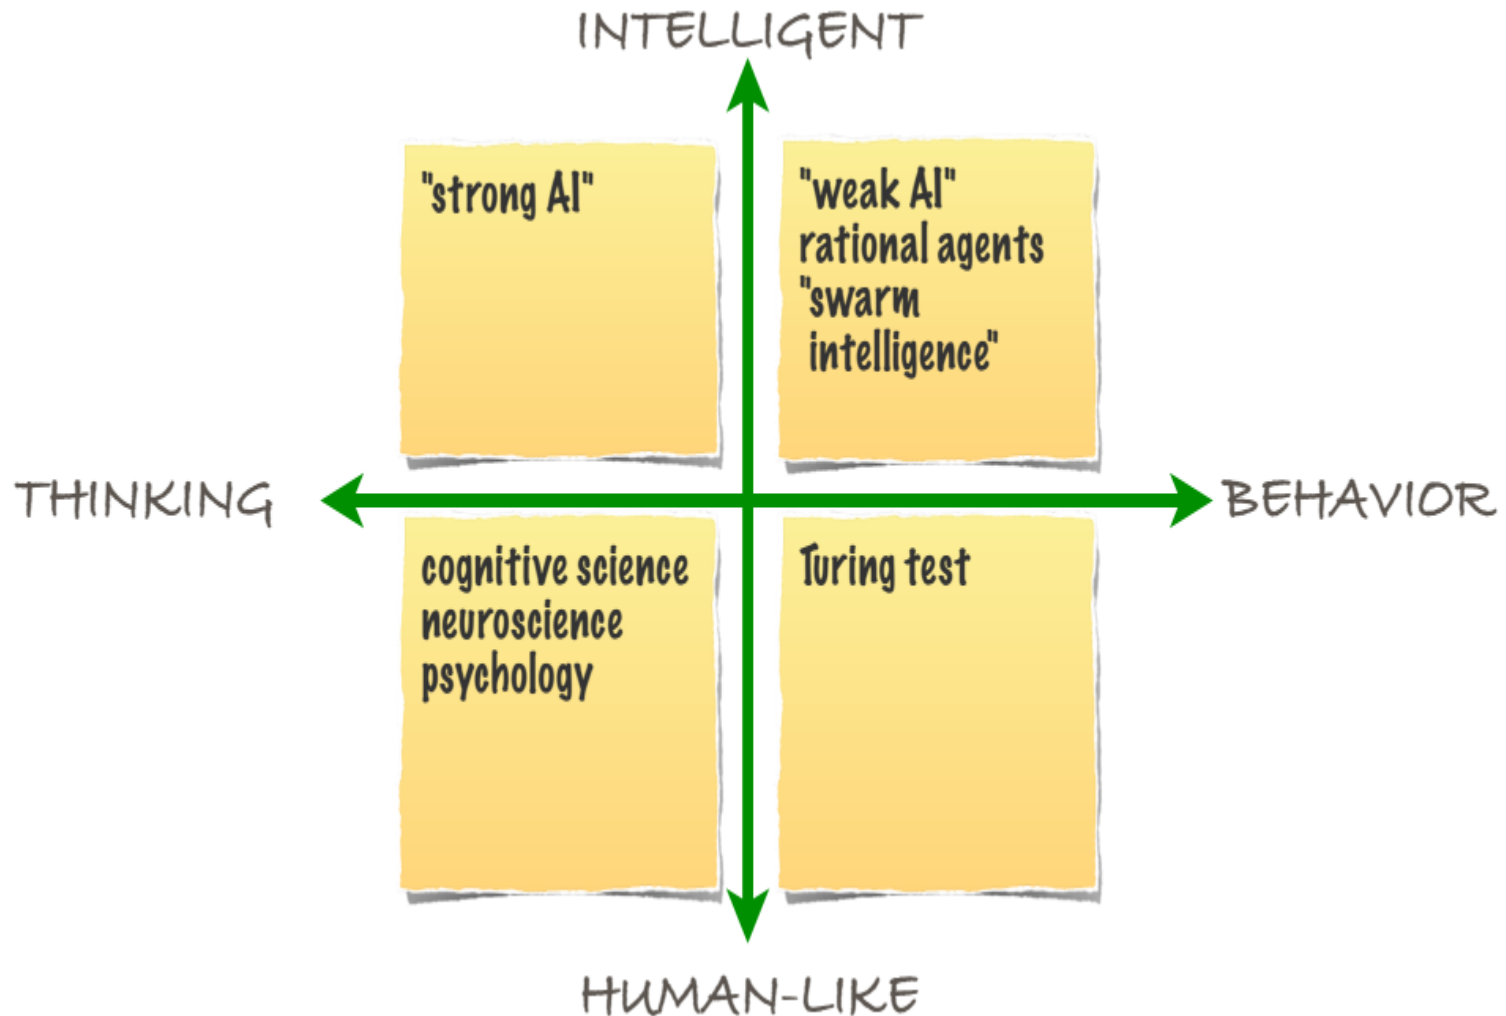 INTELLIGENT
"strong AI"
"weak AI"
rational agents
"swarm
intelligence"
THINKING
BEHAVIOR
cognitive science
neuroscience
psychology
Turing test
HUMAN-LIKE